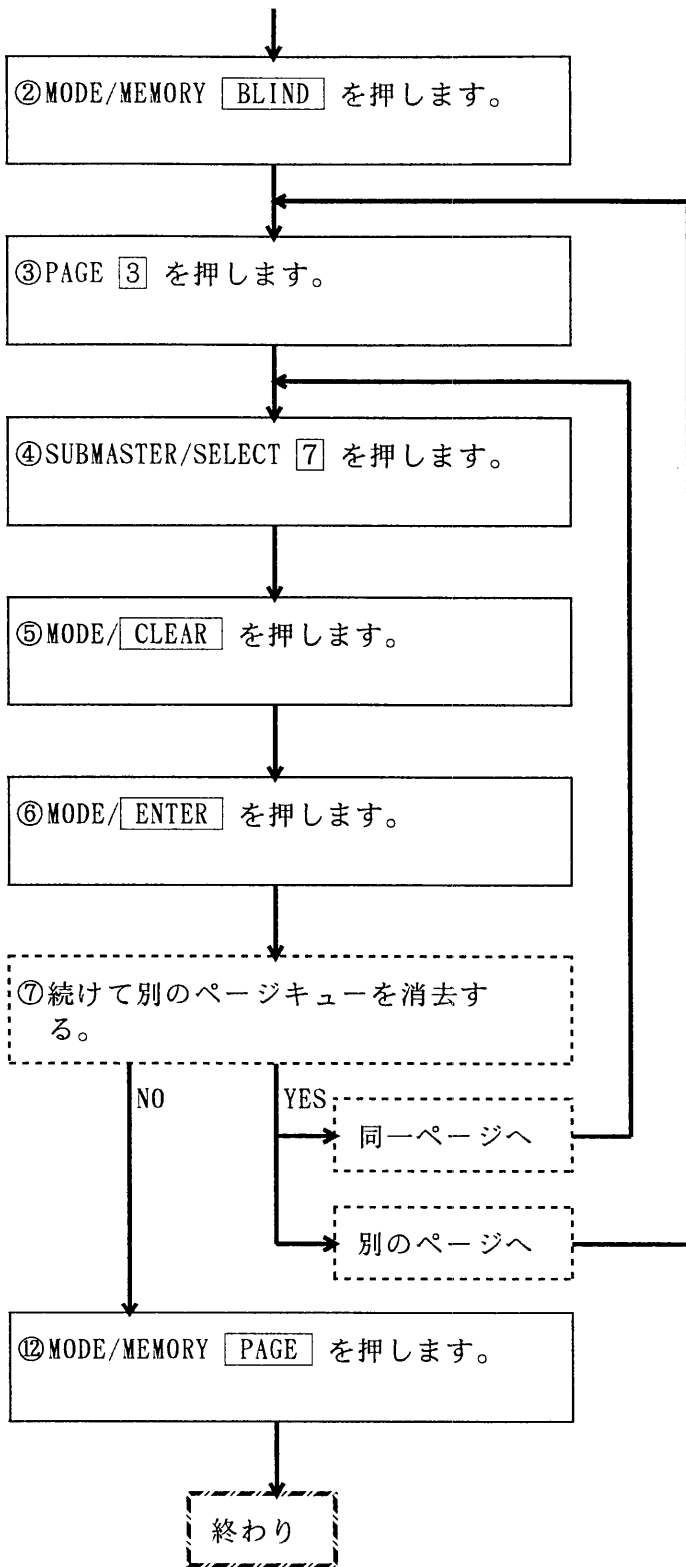 ②MODE/MEMORY BLIND を押します。
③PAGE 3 を押します。
④SUBMASTER/SELECT 7 を押します。
⑤MODE/CLEAR を押します。
⑥MODE/ENTER を押します。
⑦続けて別のページキューを消去す
る。
NO
YES
同一ページへ
別のページへ
⑫MODE/MEMORY PAGE を押します。
終わり